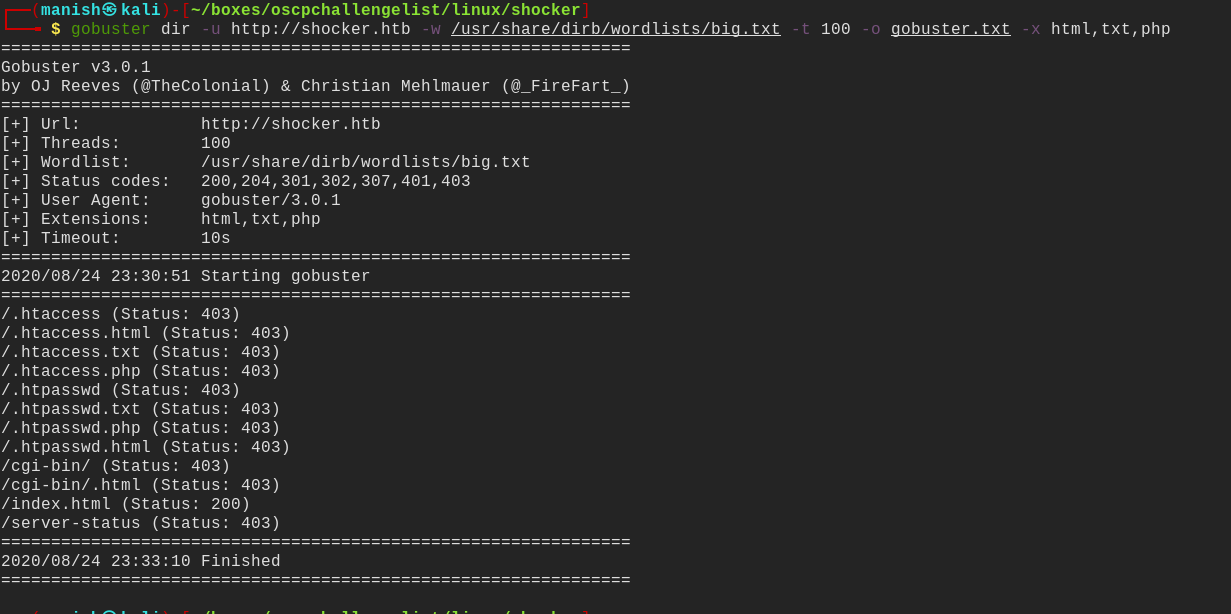 ┌──(manish㉿kali)-[~/boxes/oscpchallengelist/linux/shocker]
└──╼ $ gobuster dir -u http://shocker.htb -w /usr/share/dirb/wordlists/big.txt -t 100 -o gobuster.txt -x html,txt,php
===============================================================
Gobuster v3.0.1
by OJ Reeves (@TheColonial) & Christian Mehlmauer (@_FireFart_)
===============================================================
[+] Url:            http://shocker.htb
[+] Threads:        100
[+] Wordlist:       /usr/share/dirb/wordlists/big.txt
[+] Status codes:   200,204,301,302,307,401,403
[+] User Agent:     gobuster/3.0.1
[+] Extensions:     html,txt,php
[+] Timeout:        10s
===============================================================
2020/08/24 23:30:51 Starting gobuster
===============================================================
/.htaccess (Status: 403)
/.htaccess.html (Status: 403)
/.htaccess.txt (Status: 403)
/.htaccess.php (Status: 403)
/.htpasswd (Status: 403)
/.htpasswd.txt (Status: 403)
/.htpasswd.php (Status: 403)
/.htpasswd.html (Status: 403)
/cgi-bin/ (Status: 403)
/cgi-bin/.html (Status: 403)
/index.html (Status: 200)
/server-status (Status: 403)
===============================================================
2020/08/24 23:33:10 Finished
===============================================================